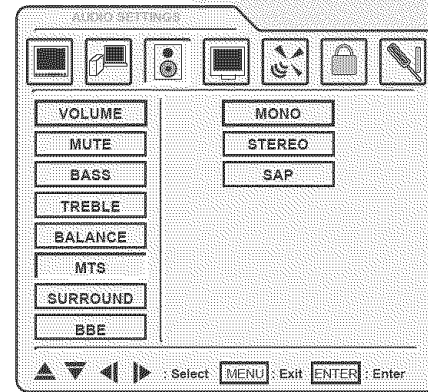 AUDIO SETTINGS
VOLUME
MUTE
BASS
TREBLE
BALANCE
MTS
SURROUND
BBE
MONO
STEREO
SAP
: Select MENU : Exit ENTER : Enter